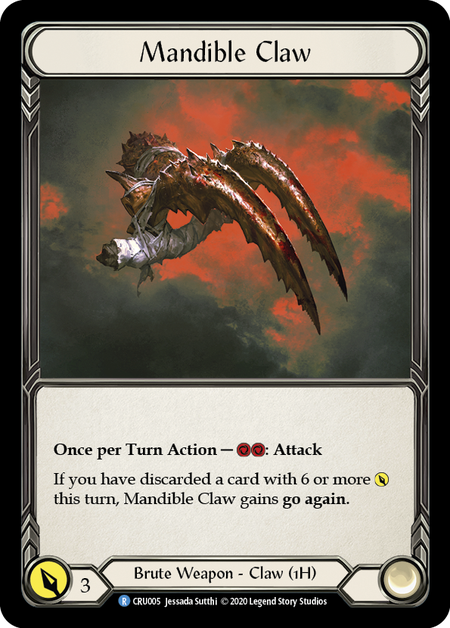 Mandible Claw
Once per Turn Action — : Attack
If you have discarded a card with 6 or more
this turn, Mandible Claw gains go again.
3
Brute Weapon - Claw (1H)
R CRU005 Jessada Sutthi © 2020 Legend Story Studios